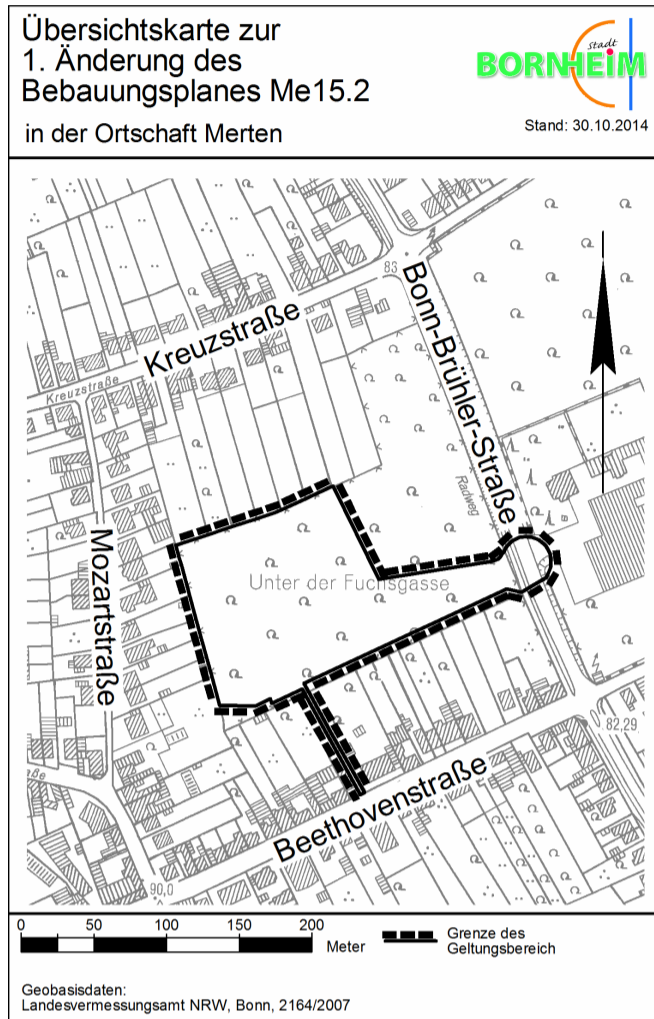 Übersichtskarte zur
1. Änderung des
Bebauungsplanes Me15.2
in der Ortschaft Merten
stadt
BORNHEiM
Stand: 30.10.2014
83
Bonn-Brühler-Straße
Kreuzstraße
Kreuzstraße
Radweg
Mozartstraße
Unter der Fuchsgasse
82,29
Beethovenstraße
90,0
0 50 100 150 200
Meter
Grenze des
Geltungsbereich
Geobasisdaten:
Landesvermessungsamt NRW, Bonn, 2164/2007